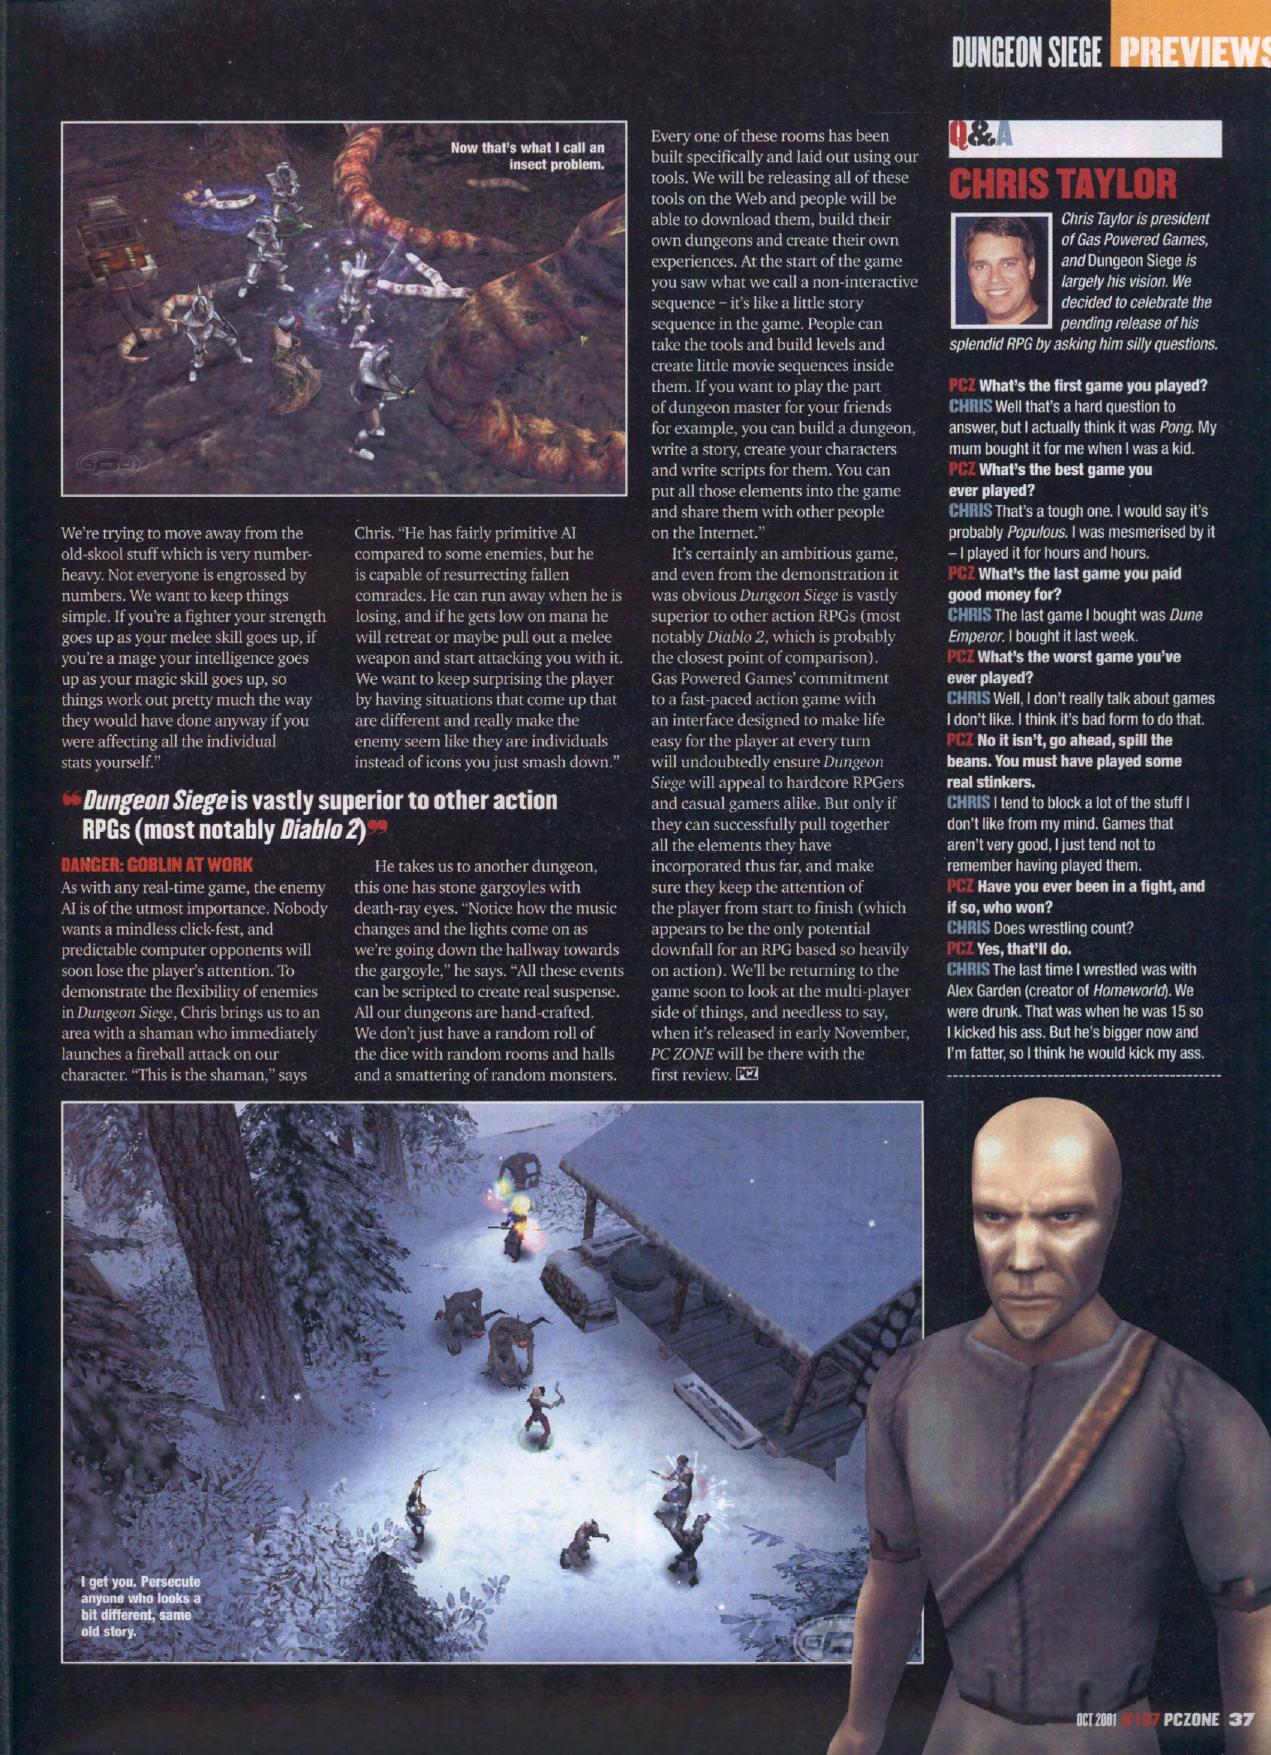 DUNGEON SIEGE PREVIEWS
Now that's what I call an
insect problem.
We're trying to move away from the
old-skool stuff which is very number-
heavy. Not everyone is engrossed by
numbers. We want to keep things
simple. If you're a fighter your strength
goes up as your melee skill goes up, if
you're a mage your intelligence goes
up as your magic skill goes up, so
things work out pretty much the way
they would have done anyway if you
were affecting all the individual
stats yourself."
Chris. "He has fairly primitive AI
compared to some enemies, but he
is capable of resurrecting fallen
comrades. He can run away when he is
losing, and if he gets low on mana he
will retreat or maybe pull out a melee
weapon and start attacking you with it.
We want to keep surprising the player
by having situations that come up that
are different and really make the
enemy seem like they are individuals
instead of icons you just smash down."
“Dungeon Siege is vastly superior to other action
RPGs (most notably Diablo 2)”
DANGER: GOBLIN AT WORK
As with any real-time game, the enemy
AI is of the utmost importance. Nobody
wants a mindless click-fest, and
predictable computer opponents will
soon lose the player's attention. To
demonstrate the flexibility of enemies
in Dungeon Siege, Chris brings us to an
area with a shaman who immediately
launches a fireball attack on our
character. "This is the shaman," says
He takes us to another dungeon,
this one has stone gargoyles with
death-ray eyes. "Notice how the music
changes and the lights come on as
we're going down the hallway towards
the gargoyle," he says. "All these events
can be scripted to create real suspense.
All our dungeons are hand-crafted.
We don't just have a random roll of
the dice with random rooms and halls
and a smattering of random monsters.
Every one of these rooms has been
built specifically and laid out using our
tools. We will be releasing all of these
tools on the Web and people will be
able to download them, build their
own dungeons and create their own
experiences. At the start of the game
you saw what we call a non-interactive
sequence – it's like a little story
sequence in the game. People can
take the tools and build levels and
create little movie sequences inside
them. If you want to play the part
of dungeon master for your friends
for example, you can build a dungeon,
write a story, create your characters
and write scripts for them. You can
put all those elements into the game
and share them with other people
on the Internet."
It's certainly an ambitious game,
and even from the demonstration it
was obvious Dungeon Siege is vastly
superior to other action RPGs (most
notably Diablo 2, which is probably
the closest point of comparison).
Gas Powered Games' commitment
to a fast-paced action game with
an interface designed to make life
easy for the player at every turn
will undoubtedly ensure Dungeon
Siege will appeal to hardcore RPGers
and casual gamers alike. But only if
they can successfully pull together
all the elements they have
incorporated thus far, and make
sure they keep the attention of
the player from start to finish (which
appears to be the only potential
downfall for an RPG based so heavily
on action). We'll be returning to the
game soon to look at the multi-player
side of things, and needless to say,
when it's released in early November,
PC ZONE will be there with the
first review. PCZ
Q&A
CHRIS TAYLOR
Chris Taylor is president
of Gas Powered Games,
and Dungeon Siege is
largely his vision. We
decided to celebrate the
pending release of his
splendid RPG by asking him silly questions.
PCZ What's the first game you played?
CHRIS Well that's a hard question to
answer, but I actually think it was Pong. My
mum bought it for me when I was a kid.
PCZ What's the best game you
ever played?
CHRIS That's a tough one. I would say it's
probably Populous. I was mesmerised by it
– I played it for hours and hours.
PCZ What's the last game you paid
good money for?
CHRIS The last game I bought was Dune
Emperor. I bought it last week.
PCZ What's the worst game you've
ever played?
CHRIS Well, I don't really talk about games
I don't like. I think it's bad form to do that.
PCZ No it isn't, go ahead, spill the
beans. You must have played some
real stinkers.
CHRIS I tend to block a lot of the stuff I
don't like from my mind. Games that
aren't very good, I just tend not to
remember having played them.
PCZ Have you ever been in a fight, and
if so, who won?
CHRIS Does wrestling count?
PCZ Yes, that'll do.
CHRIS The last time I wrestled was with
Alex Garden (creator of Homeworld). We
were drunk. That was when he was 15 so
I kicked his ass. But he's bigger now and
I'm fatter, so I think he would kick my ass.
GPG
I get you. Persecute
anyone who looks a
bit different, same
old story.
GPG
OCT 2001 #107 PCZONE 37